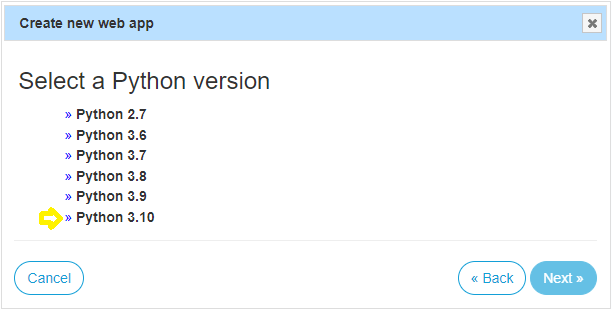 Create new web app
Select a Python version
» Python 2.7
» Python 3.6
» Python 3.7
» Python 3.8
» Python 3.9
» Python 3.10
Cancel
« Back
Next »